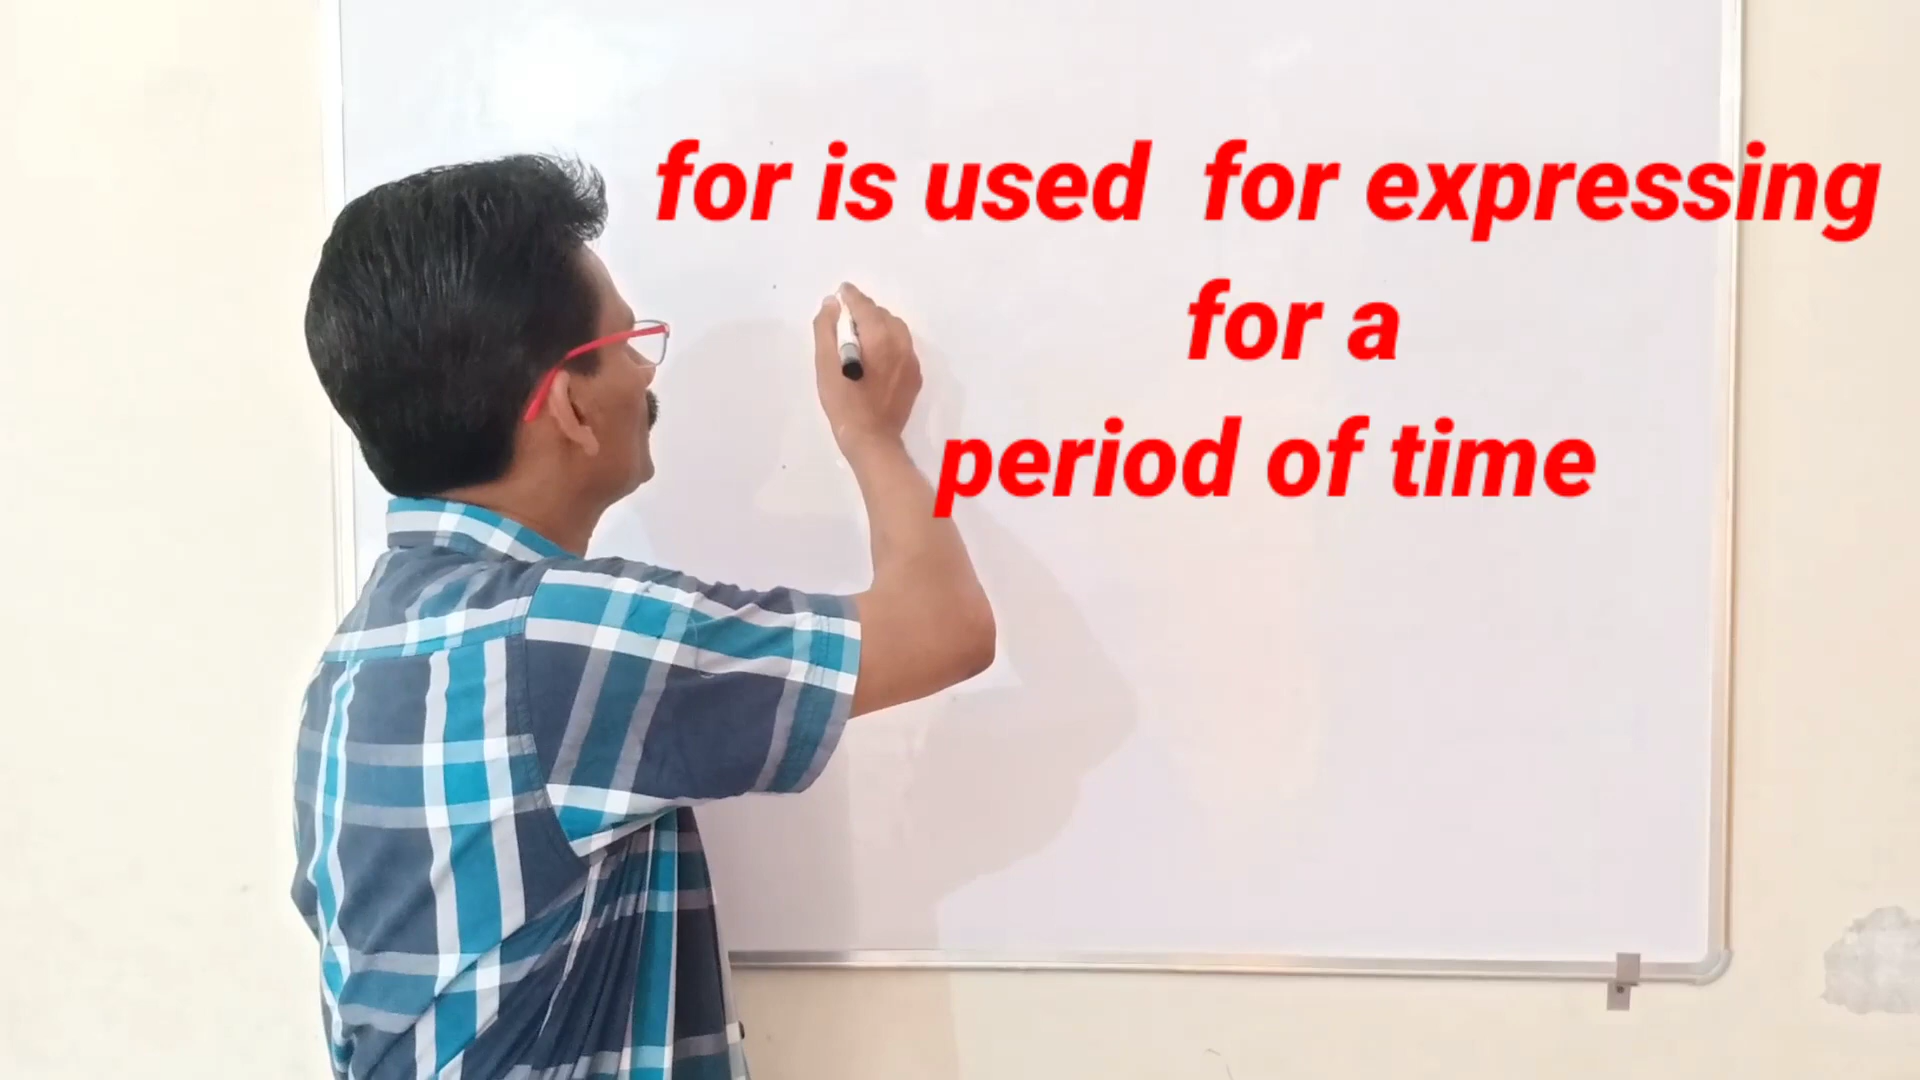 for is used for expressing
for a
period of time